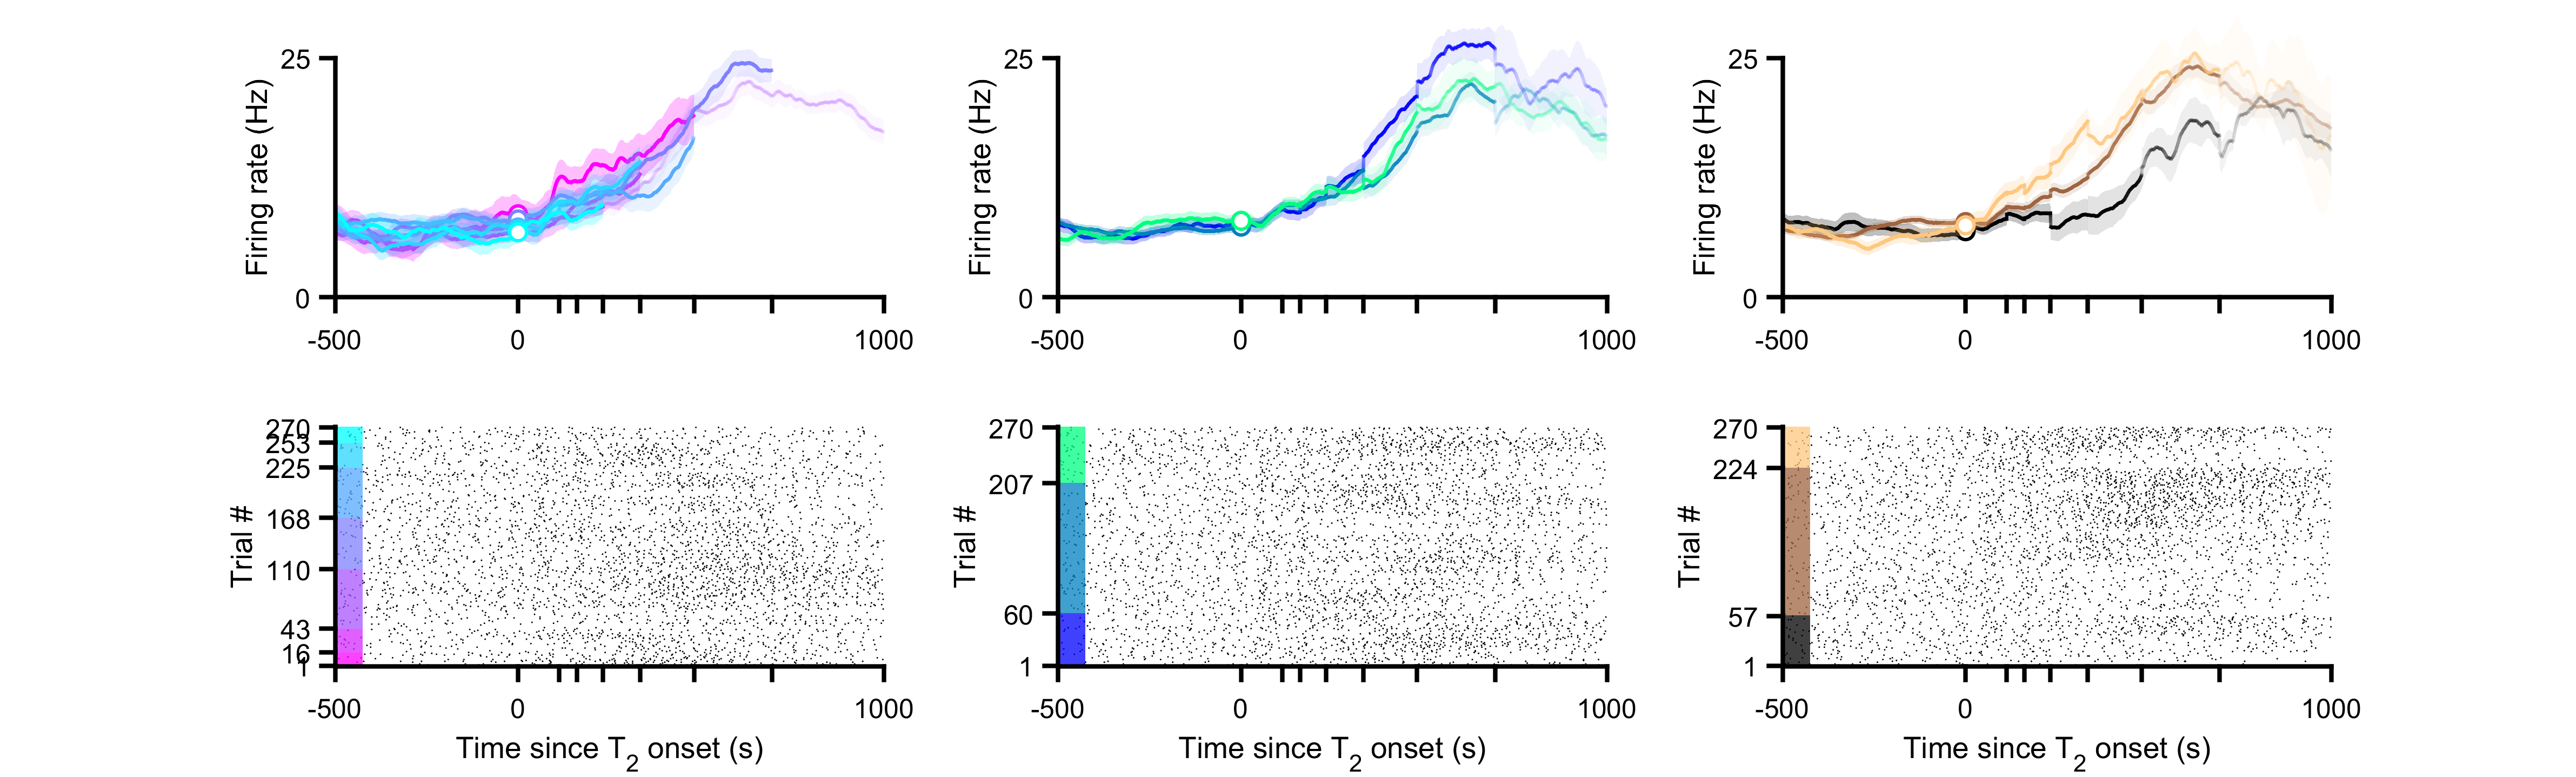 25
Firing rate (Hz)
0
-500 0 1000
25
Firing rate (Hz)
0
-500 0 1000
25
Firing rate (Hz)
0
-500 0 1000
270
253
225
168
110
43
16
1
Trial #
-500 0 1000
Time since T2 onset (s)
270
207
60
1
Trial #
-500 0 1000
Time since T2 onset (s)
270
224
57
1
Trial #
-500 0 1000
Time since T2 onset (s)